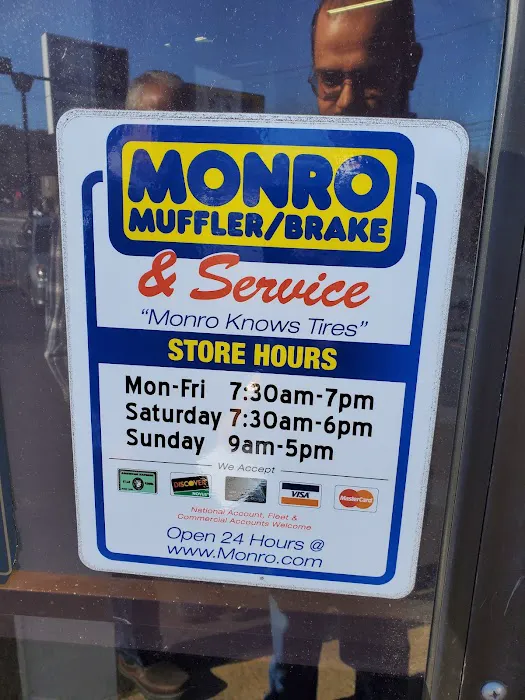 MONRO
MUFFLER/BRAKE
& Service
"Monro Knows Tires"
STORE HOURS
Mon-Fri 7:30am-7pm
Saturday 7:30am-6pm
Sunday 9am-5pm
We Accept
DISCOVER
NOVUS
VISA
MasterCard
National Account, Fleet &
Commercial Accounts Welcome
Open 24 Hours @
www.Monro.com